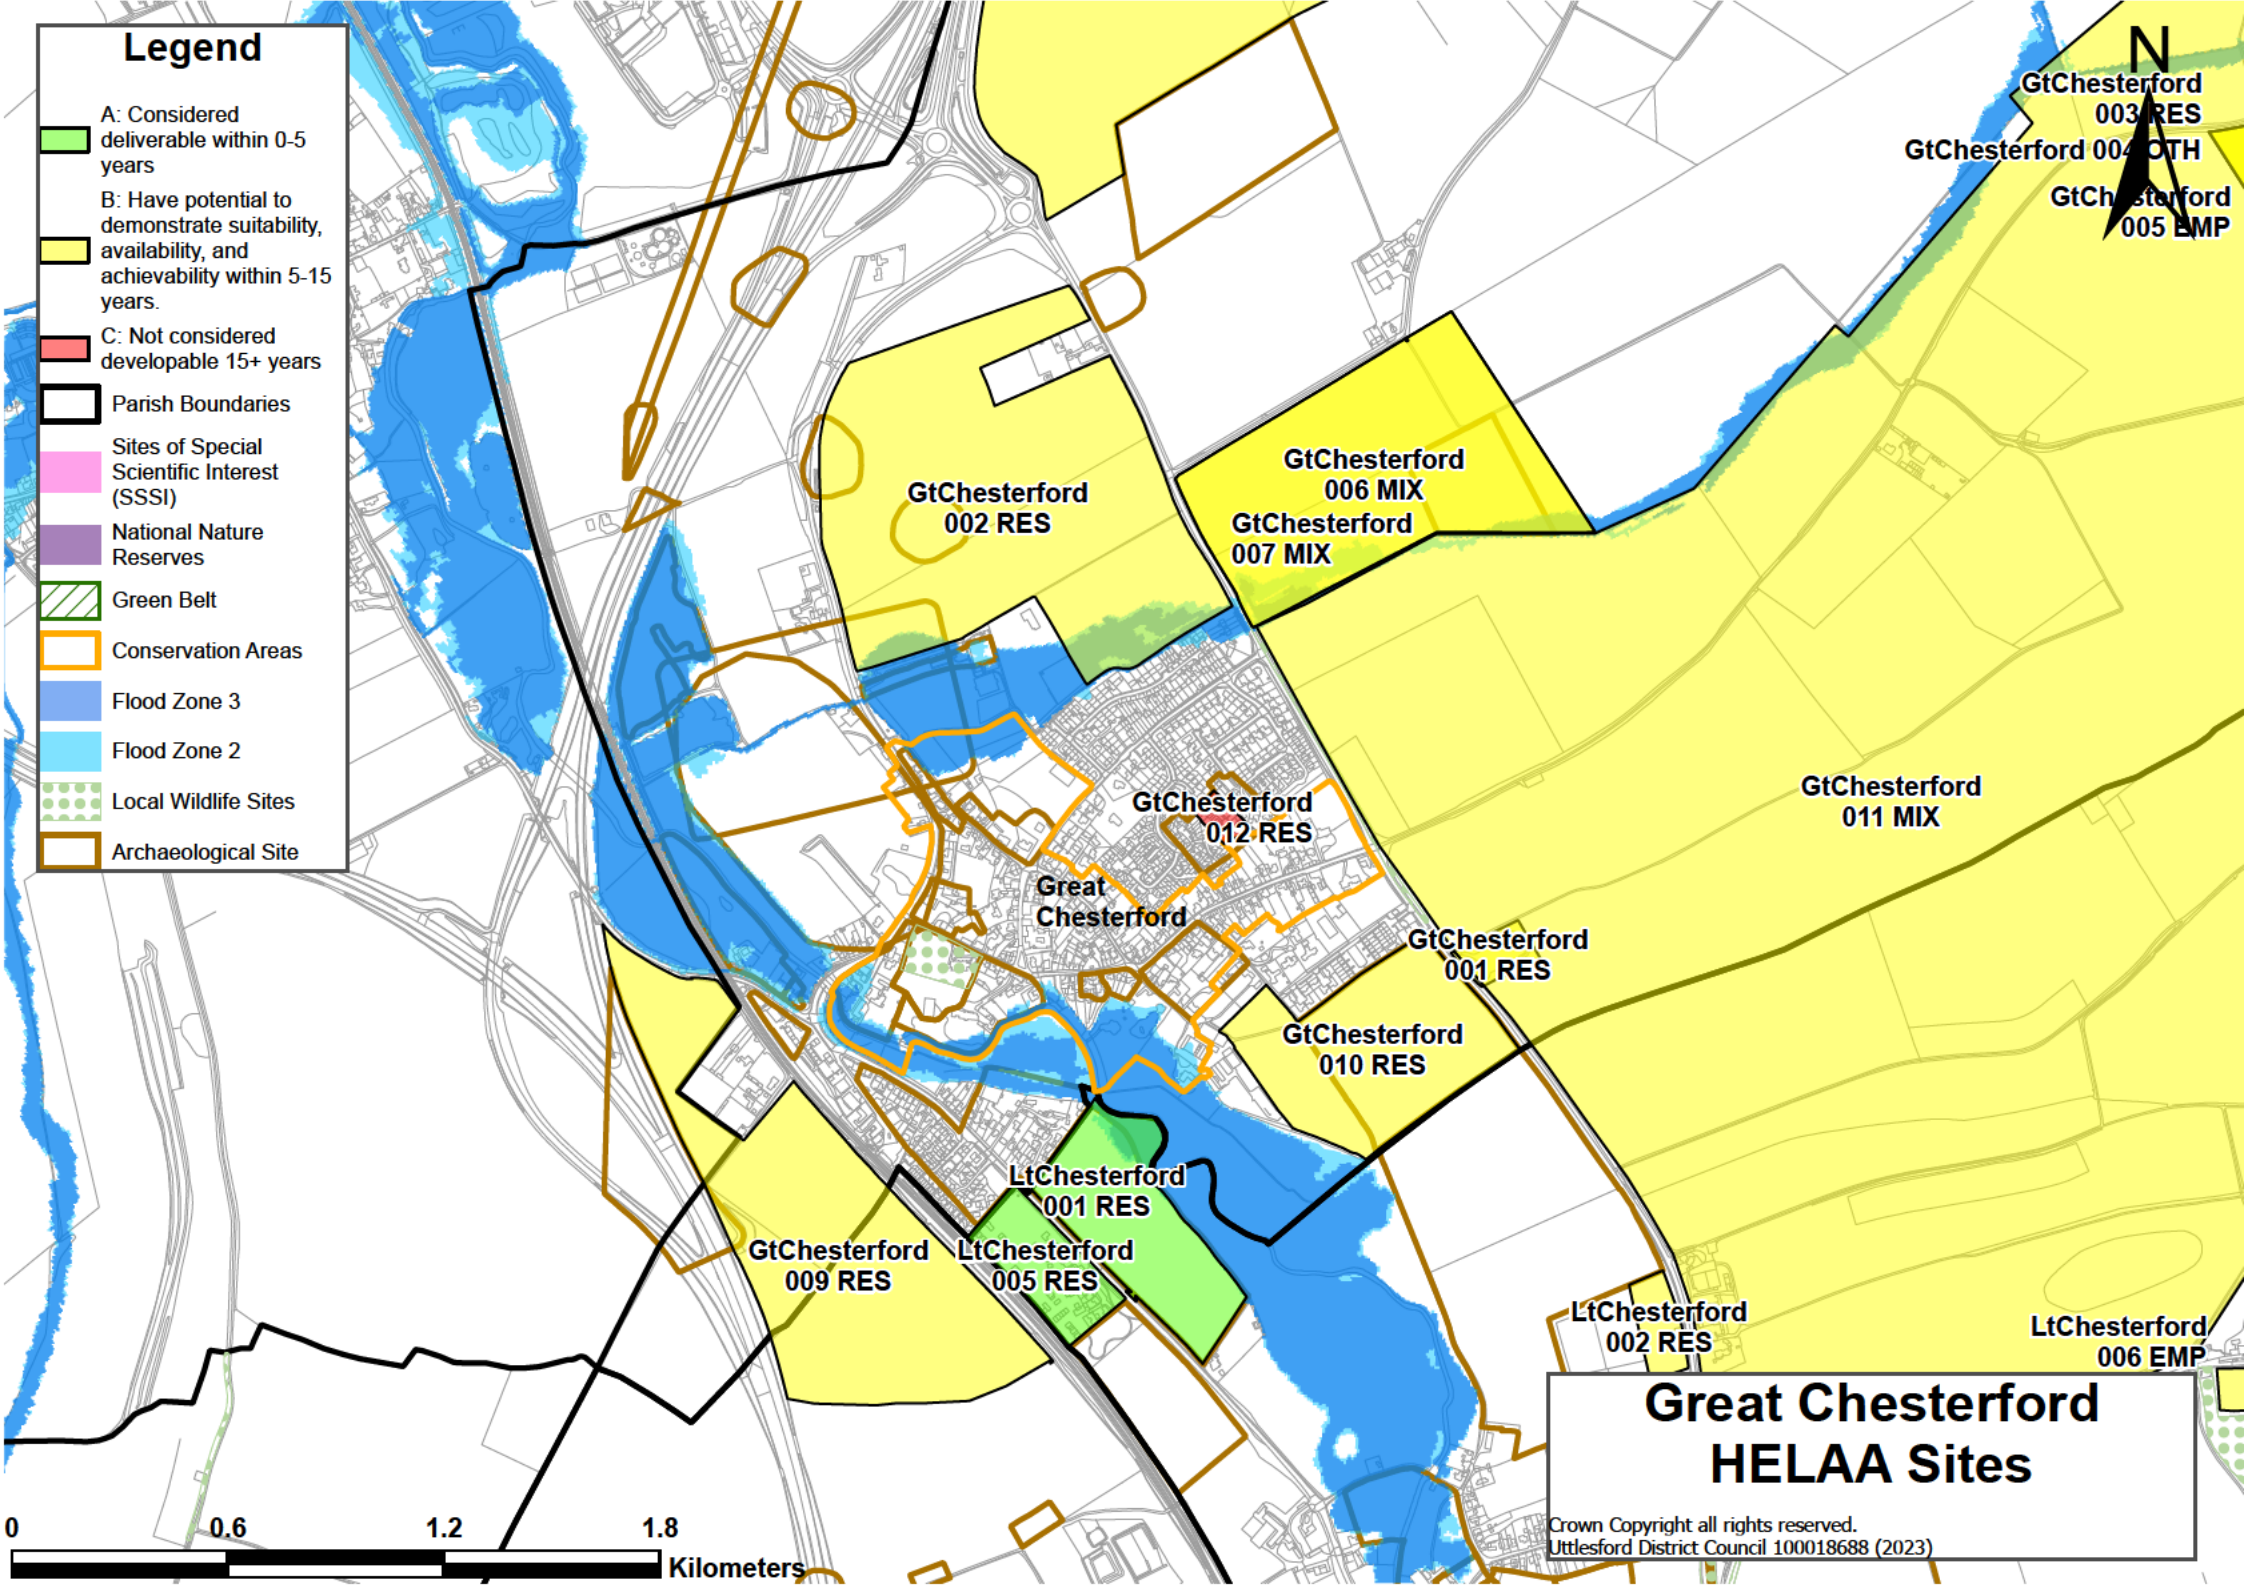 Legend
A: Considered
deliverable within 0-5
years
B: Have potential to
demonstrate suitability,
availability, and
achievability within 5-15
years.
C: Not considered
developable 15+ years
Parish Boundaries
Sites of Special
Scientific Interest
(SSSI)
National Nature
Reserves
Green Belt
Conservation Areas
Flood Zone 3
Flood Zone 2
Local Wildlife Sites
Archaeological Site
N
GtChesterford
003 RES
GtChesterford 004 OTH
GtChesterford
005 EMP
GtChesterford
006 MIX
GtChesterford
002 RES
GtChesterford
007 MIX
GtChesterford
011 MIX
GtChesterford
012 RES
Great
Chesterford
GtChesterford
001 RES
GtChesterford
010 RES
LtChesterford
001 RES
GtChesterford
009 RES
LtChesterford
005 RES
LtChesterford
002 RES
LtChesterford
006 EMP
Great Chesterford
HELAA Sites
Crown Copyright all rights reserved.
Uttlesford District Council 100018688 (2023)
0 0.6 1.2 1.8
Kilometers